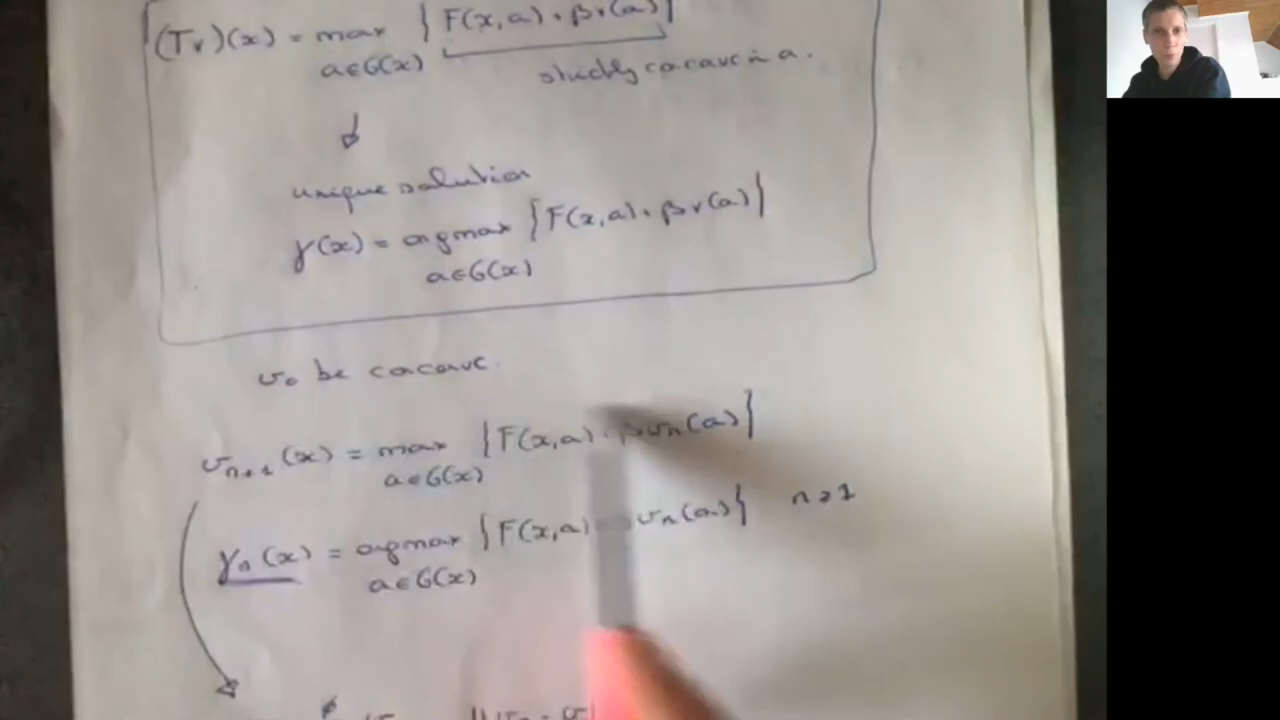 (Tv)(x) = max { F(x,a) + βv(a) }
a∈G(x)
strictly concave in a.
unique solution
γ(x) = argmax { F(x,a) + βv(a) }
a∈G(x)
v₀ be concave.
vₙ₊₁(x) = max { F(x,a) + βvₙ(a) }
a∈G(x)
γₙ(x) = argmax { F(x,a) vₙ(a) } n≥1
a∈G(x)